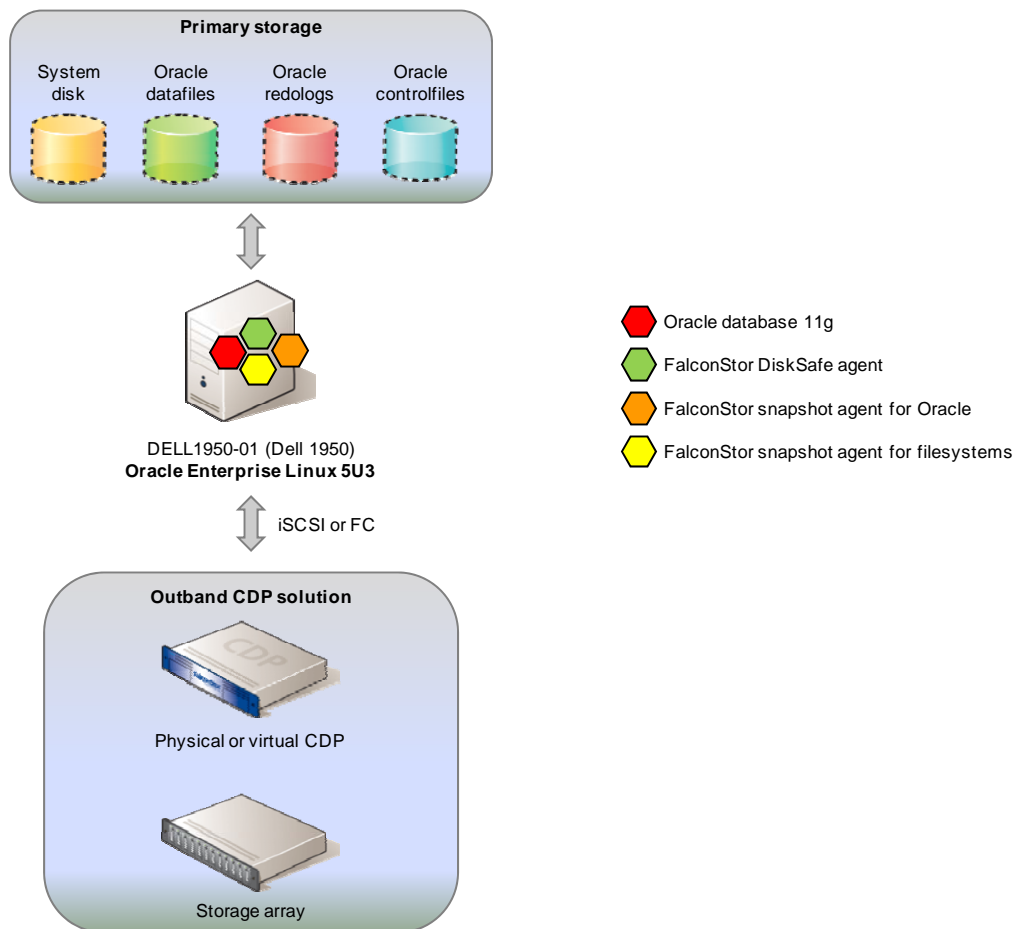 Primary storage
System
disk
Oracle
datafiles
Oracle
redologs
Oracle
controlfiles
DELL1950-01 (Dell 1950)
Oracle Enterprise Linux 5U3
iSCSI or FC
Oracle database 11g
FalconStor DiskSafe agent
FalconStor snapshot agent for Oracle
FalconStor snapshot agent for filesystems
Outband CDP solution
CDP
Physical or virtual CDP
Storage array